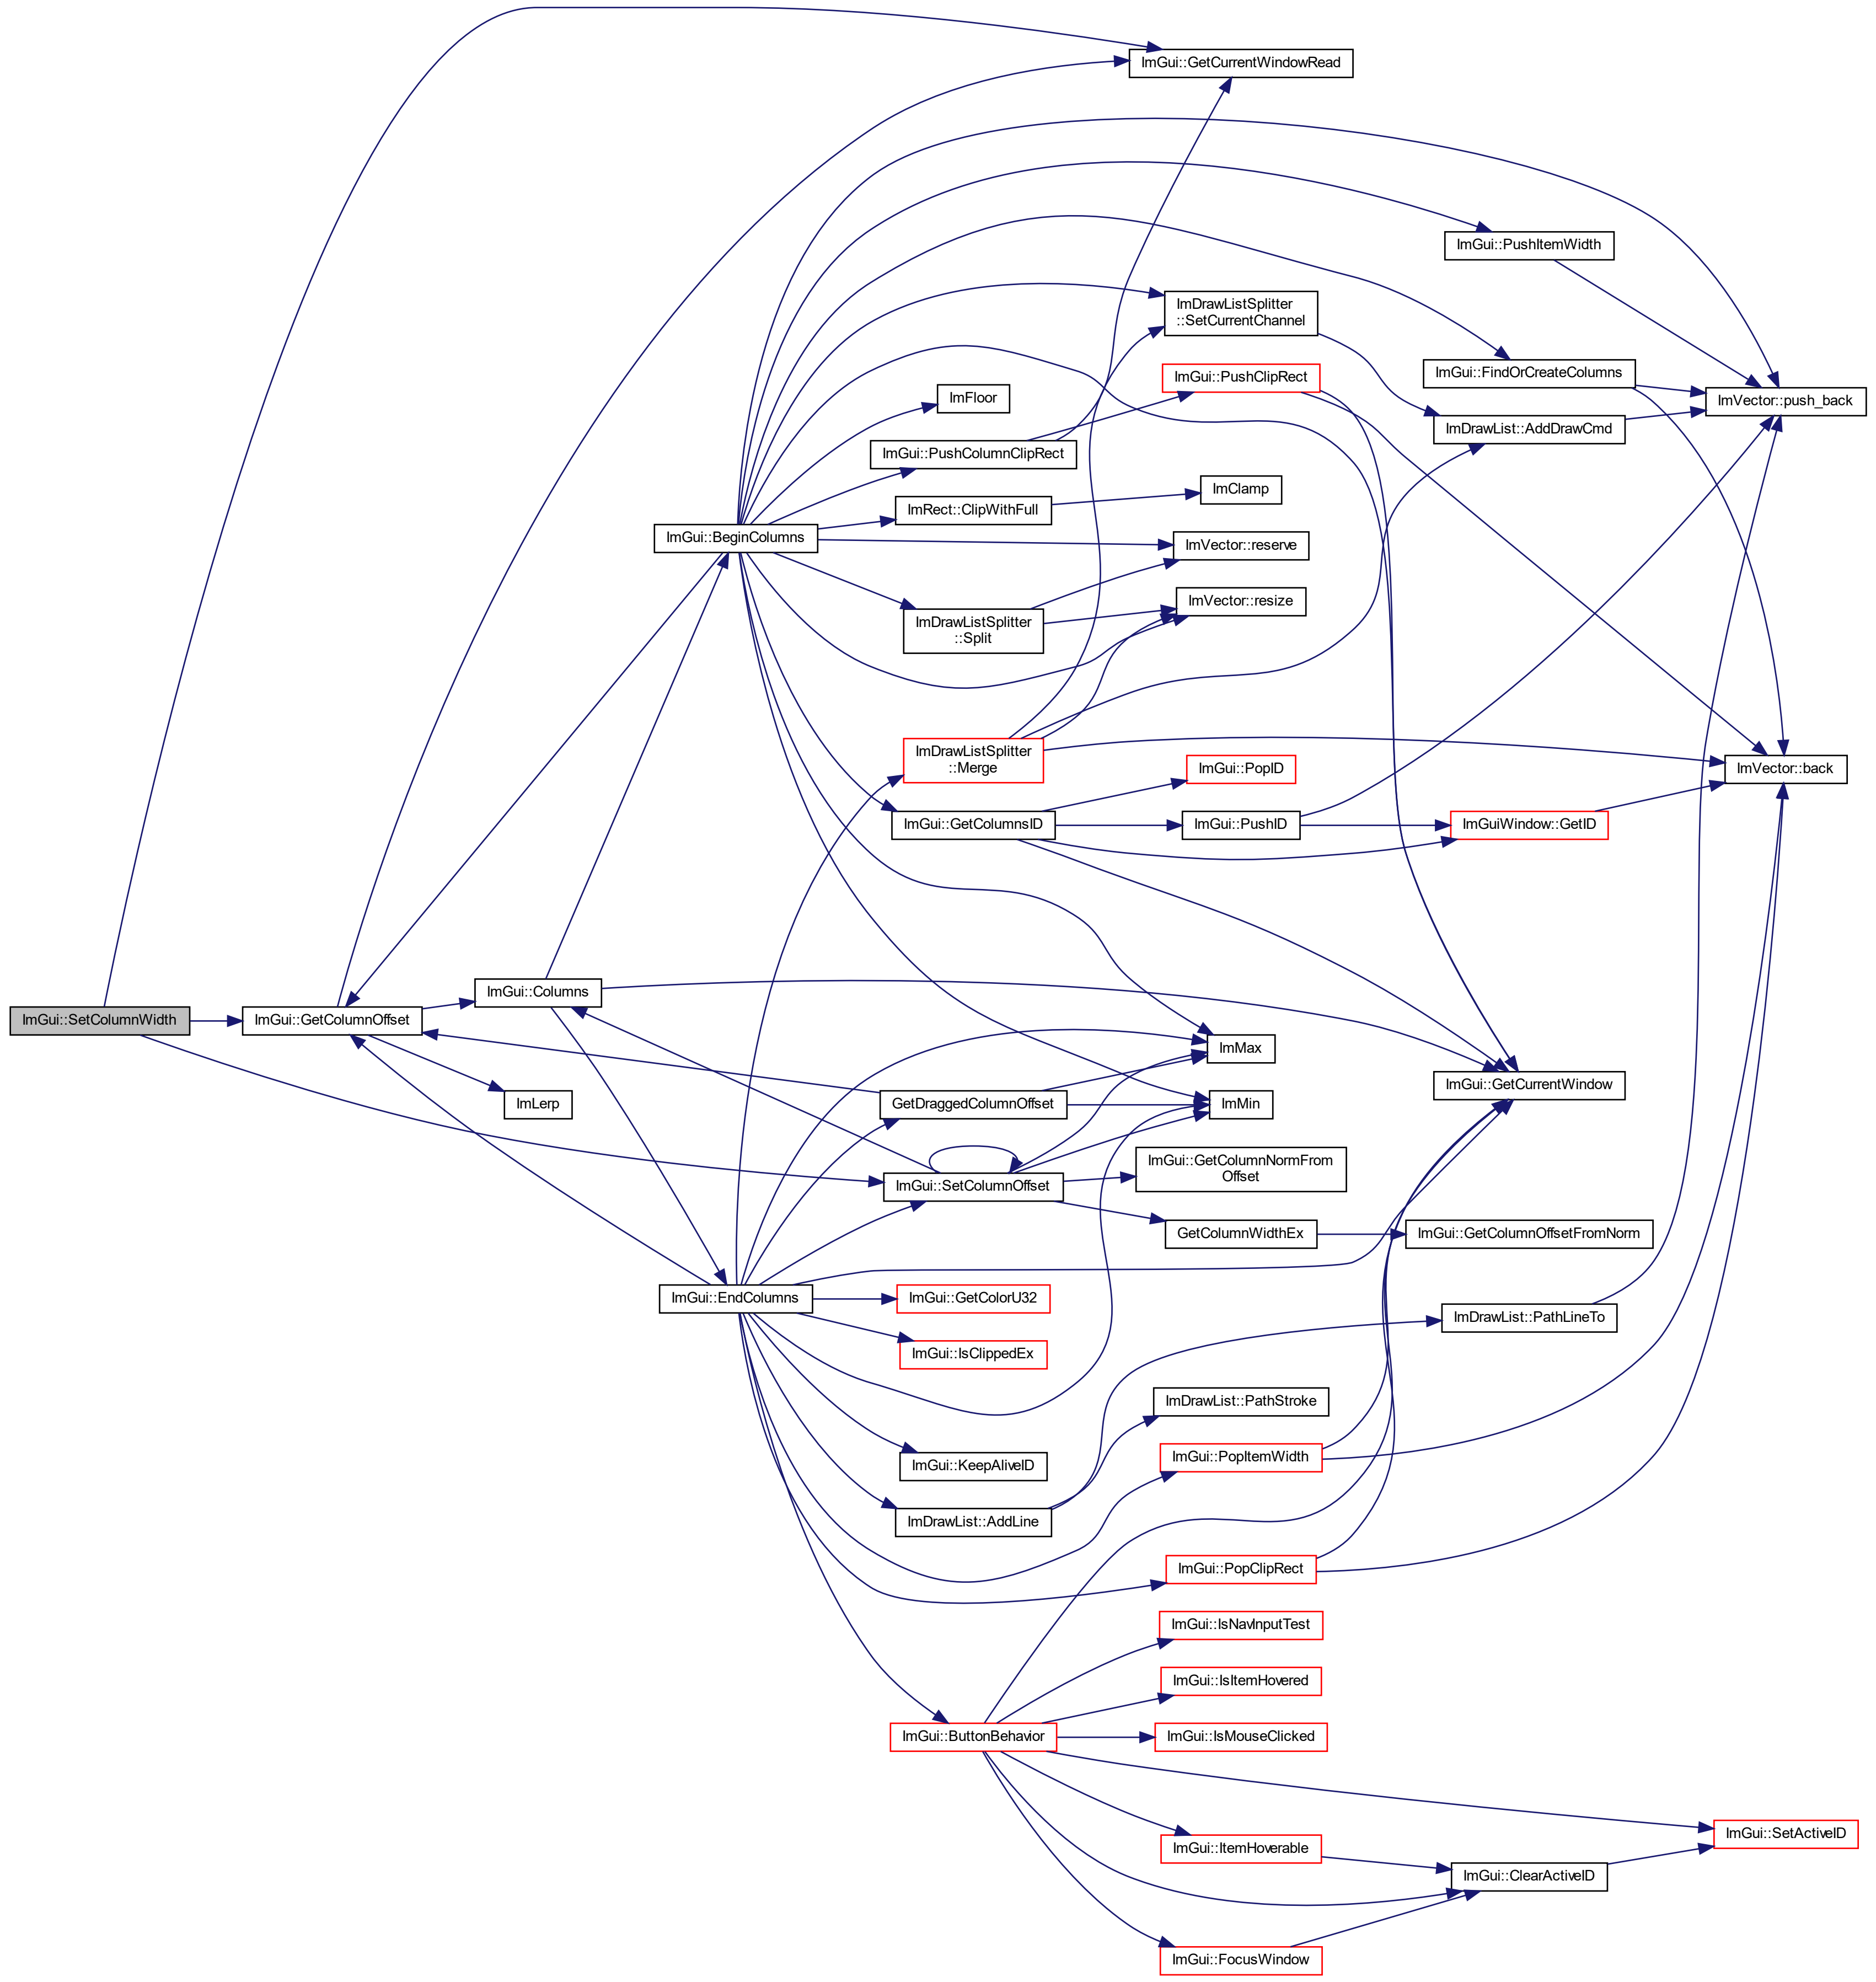 ImGui::GetCurrentWindowRead
ImGui::PushItemWidth
ImDrawListSplitter
::SetCurrentChannel
ImGui::PushClipRect
ImGui::FindOrCreateColumns
ImVector::push_back
ImFloor
ImDrawList::AddDrawCmd
ImGui::PushColumnClipRect
ImClamp
ImRect::ClipWithFull
ImGui::BeginColumns
ImVector::reserve
ImVector::resize
ImDrawListSplitter
::Split
ImDrawListSplitter
::Merge
ImGui::PopID
ImVector::back
ImGui::GetColumnsID
ImGui::PushID
ImGuiWindow::GetID
ImGui::Columns
ImGui::SetColumnWidth
ImGui::GetColumnOffset
ImMax
ImGui::GetCurrentWindow
ImLerp
GetDraggedColumnOffset
ImMin
ImGui::GetColumnNormFrom
Offset
ImGui::SetColumnOffset
GetColumnWidthEx
ImGui::GetColumnOffsetFromNorm
ImGui::EndColumns
ImGui::GetColorU32
ImDrawList::PathLineTo
ImGui::IsClippedEx
ImDrawList::PathStroke
ImGui::PopItemWidth
ImGui::KeepAliveID
ImDrawList::AddLine
ImGui::PopClipRect
ImGui::IsNavInputTest
ImGui::IsItemHovered
ImGui::ButtonBehavior
ImGui::IsMouseClicked
ImGui::SetActiveID
ImGui::ItemHoverable
ImGui::ClearActiveID
ImGui::FocusWindow